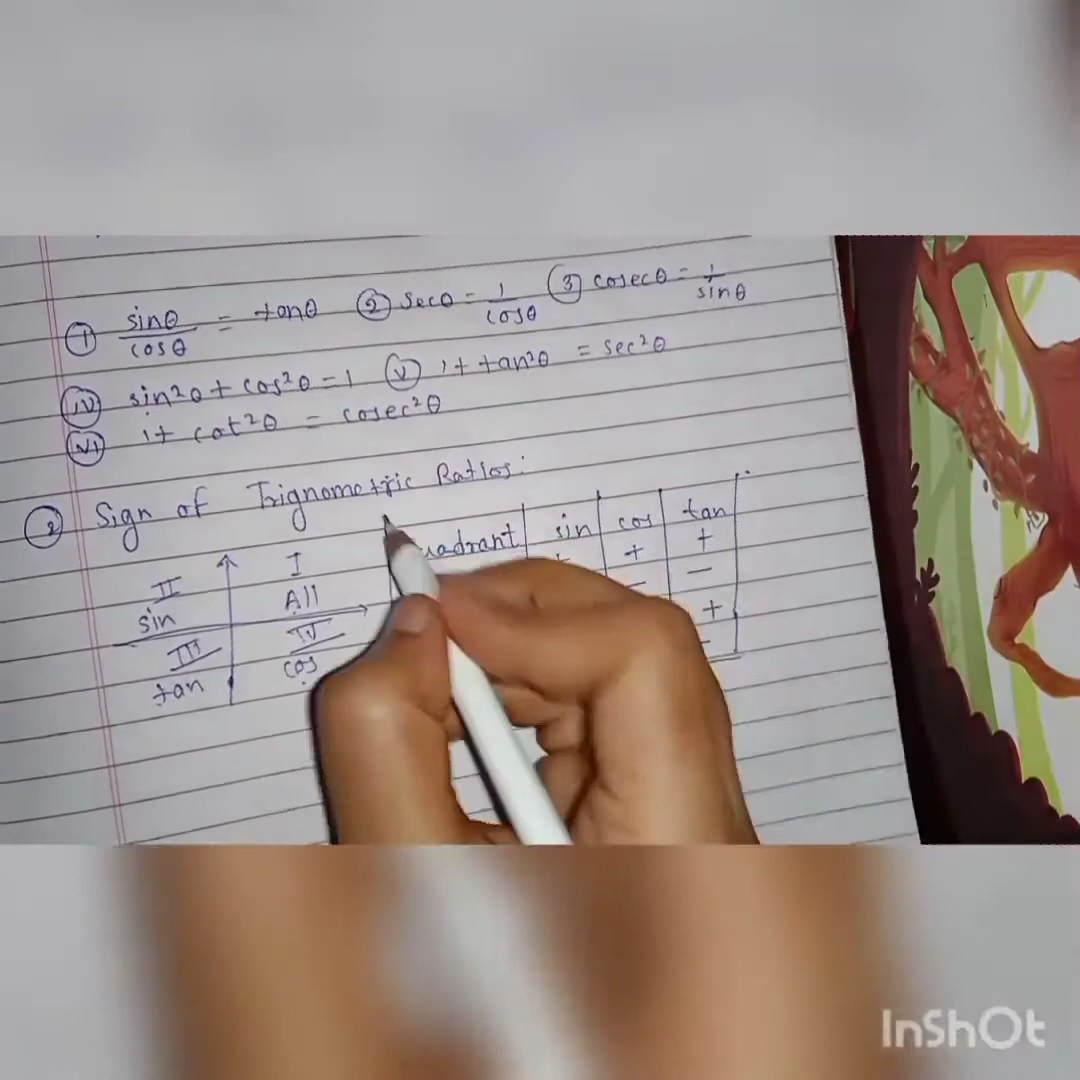 ① sinθ/cosθ = tanθ ② secθ = 1/cosθ ③ cosecθ = 1/sinθ
(iv) sin²θ + cos²θ = 1 (v) 1 + tan²θ = sec²θ
(vi) 1 + cot²θ = cosec²θ
② Sign of Trignometric Ratios:
II I
sin All
III IV
tan cos
sin cos tan
+ +
- -
+
InShOt